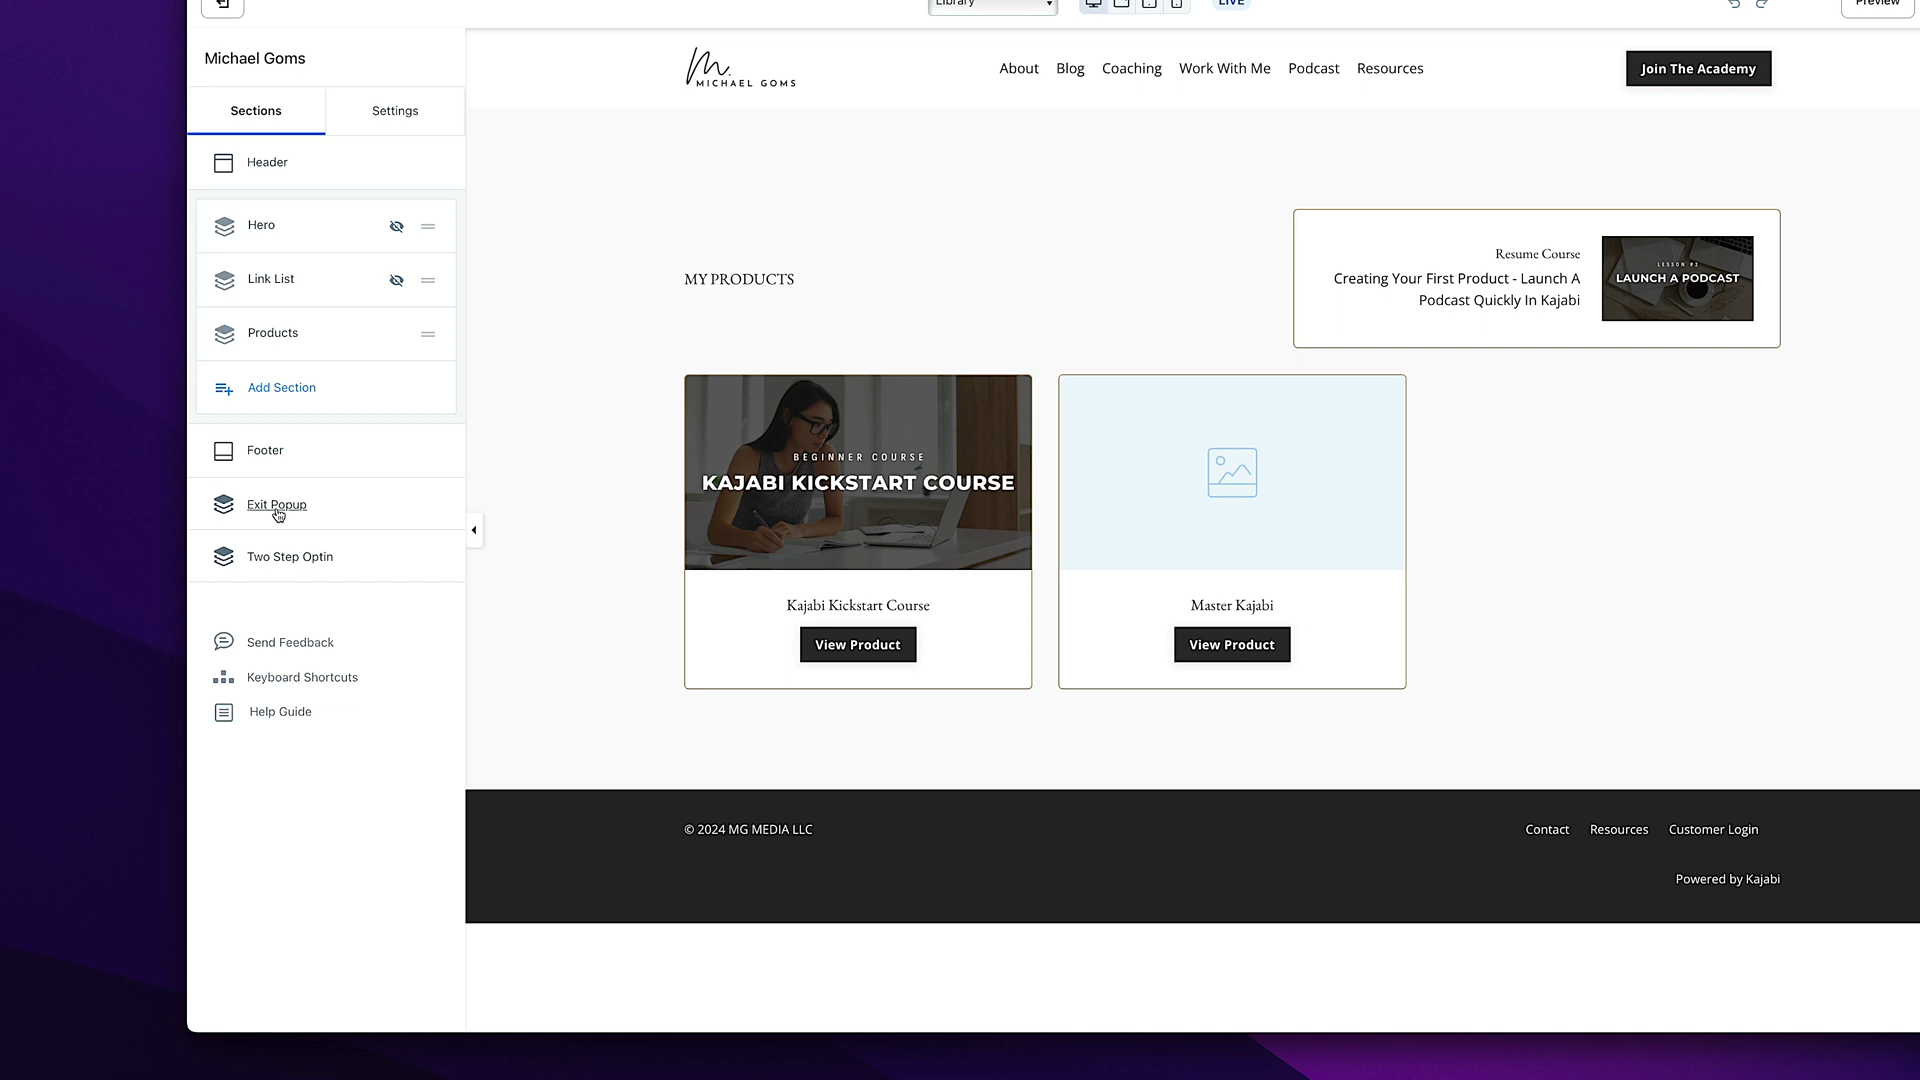 Library
LIVE
Preview
Michael Goms
Sections
Settings
Header
Hero
Link List
Products
Add Section
Footer
Exit Popup
Two Step Optin
Send Feedback
Keyboard Shortcuts
Help Guide
M.
MICHAEL GOMS
About
Blog
Coaching
Work With Me
Podcast
Resources
Join The Academy
MY PRODUCTS
Resume Course
Creating Your First Product - Launch A
Podcast Quickly In Kajabi
LESSON #2
LAUNCH A PODCAST
BEGINNER COURSE
KAJABI KICKSTART COURSE
Kajabi Kickstart Course
View Product
Master Kajabi
View Product
© 2024 MG MEDIA LLC
Contact
Resources
Customer Login
Powered by Kajabi